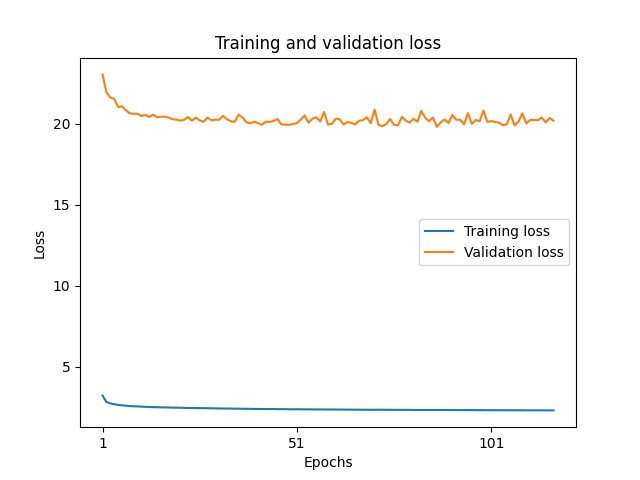 Training and validation loss
20
15
10
5
Loss
Training loss
Validation loss
1
51
101
Epochs